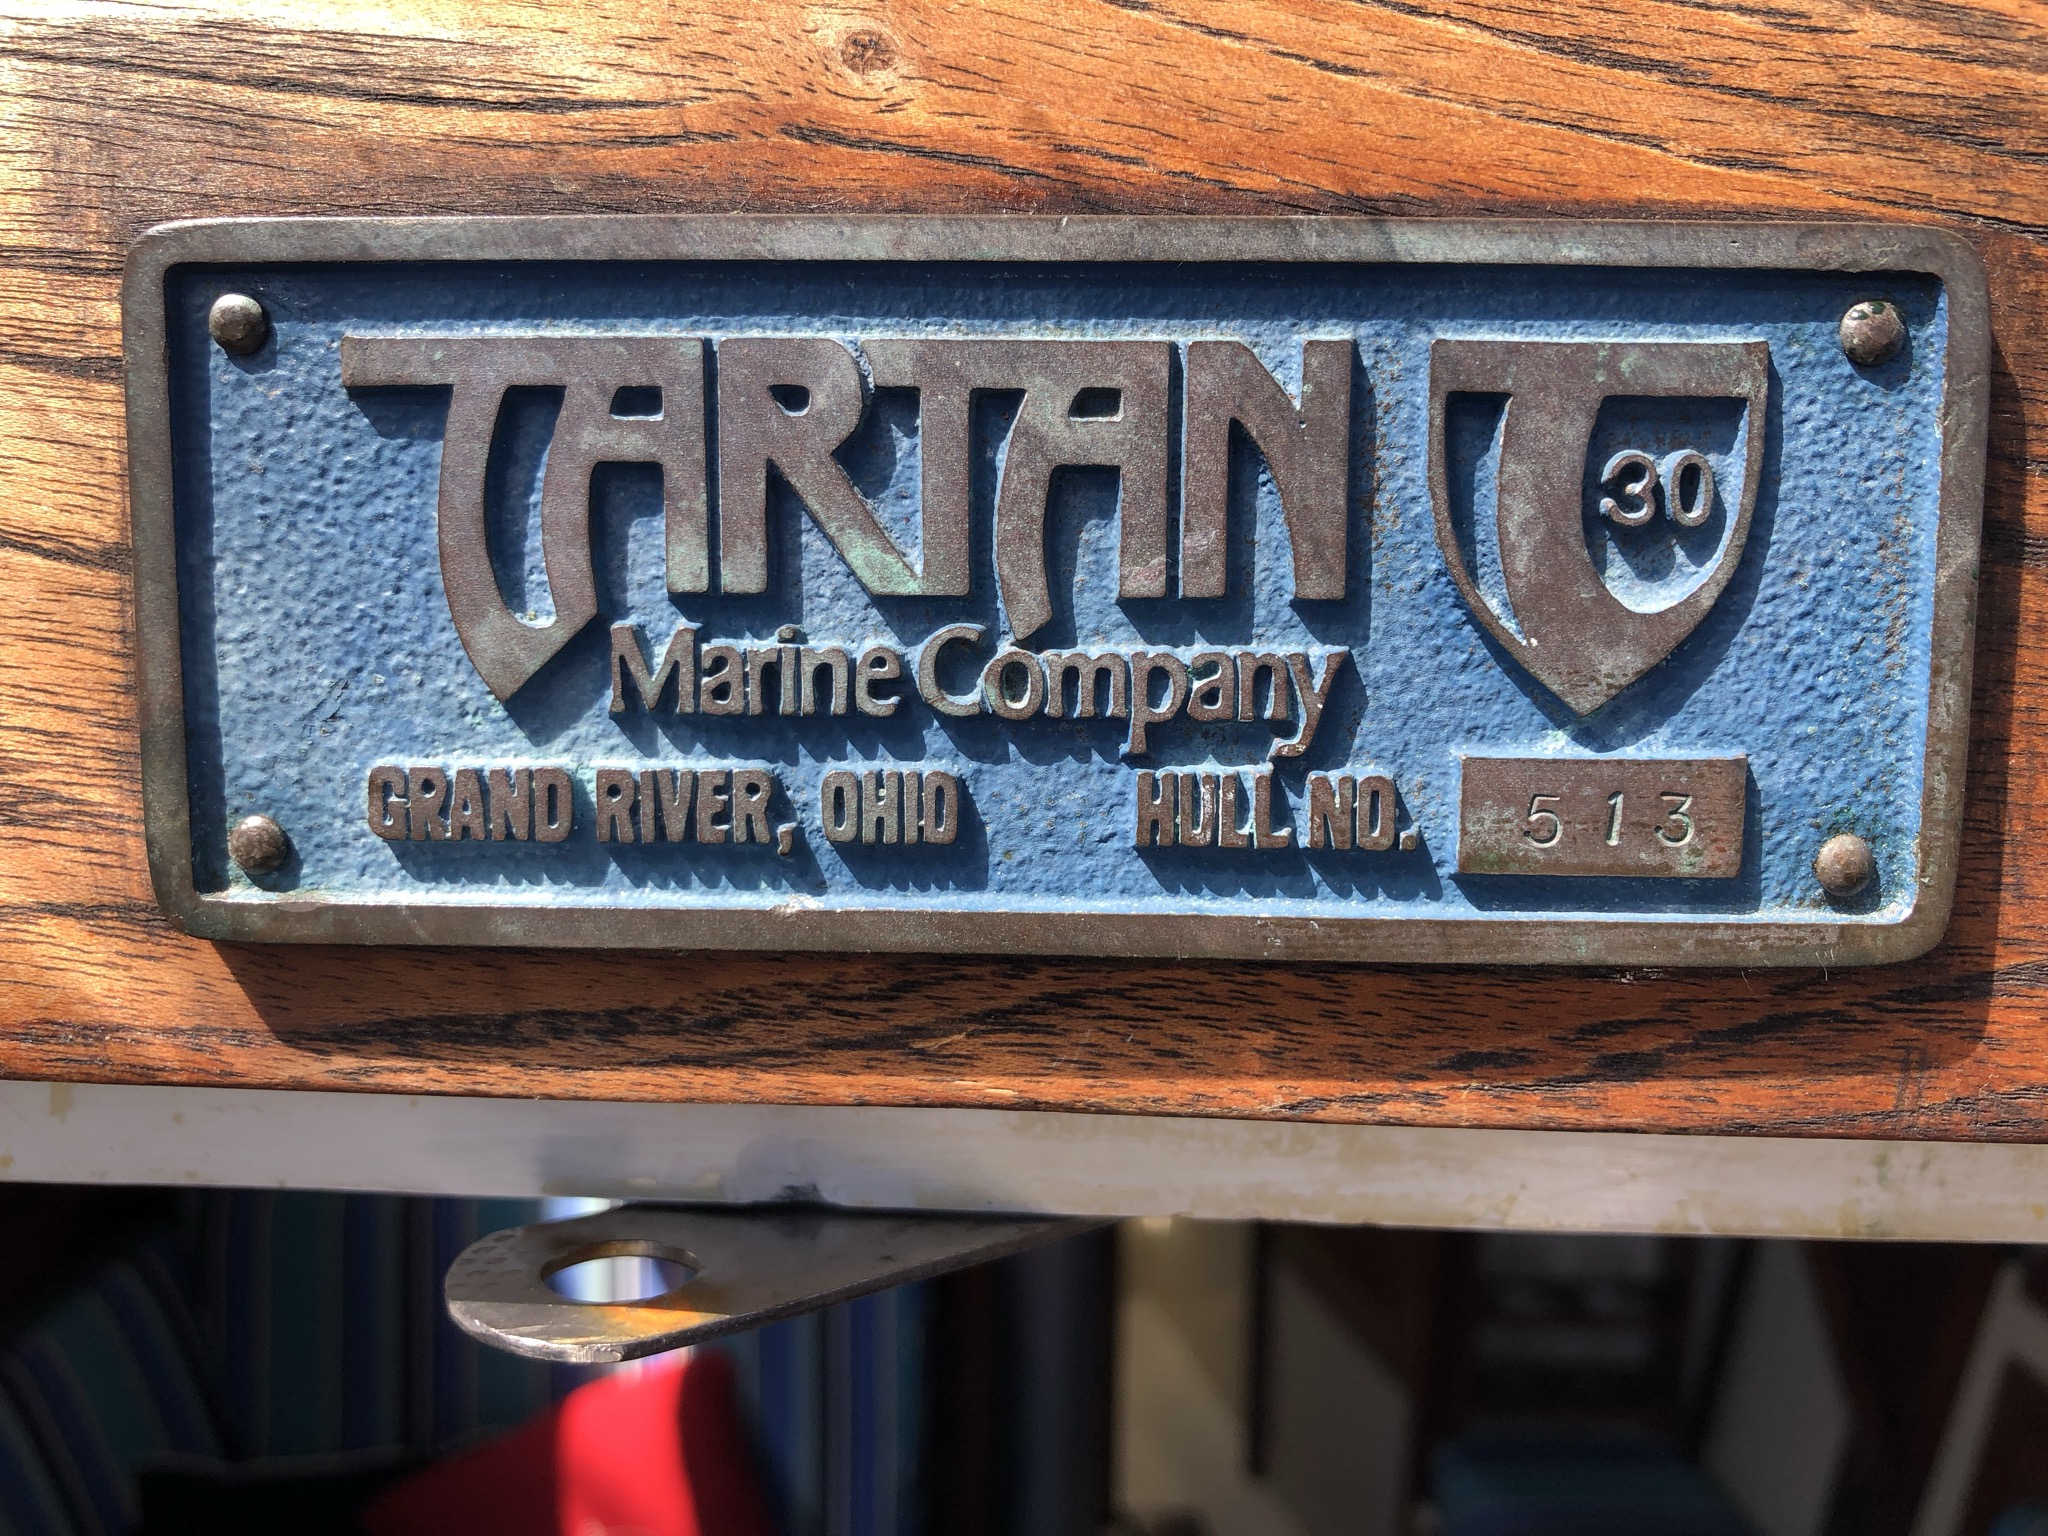 TARTAN
Marine Company
T 30
GRAND RIVER, OHIO
HULL NO. 513